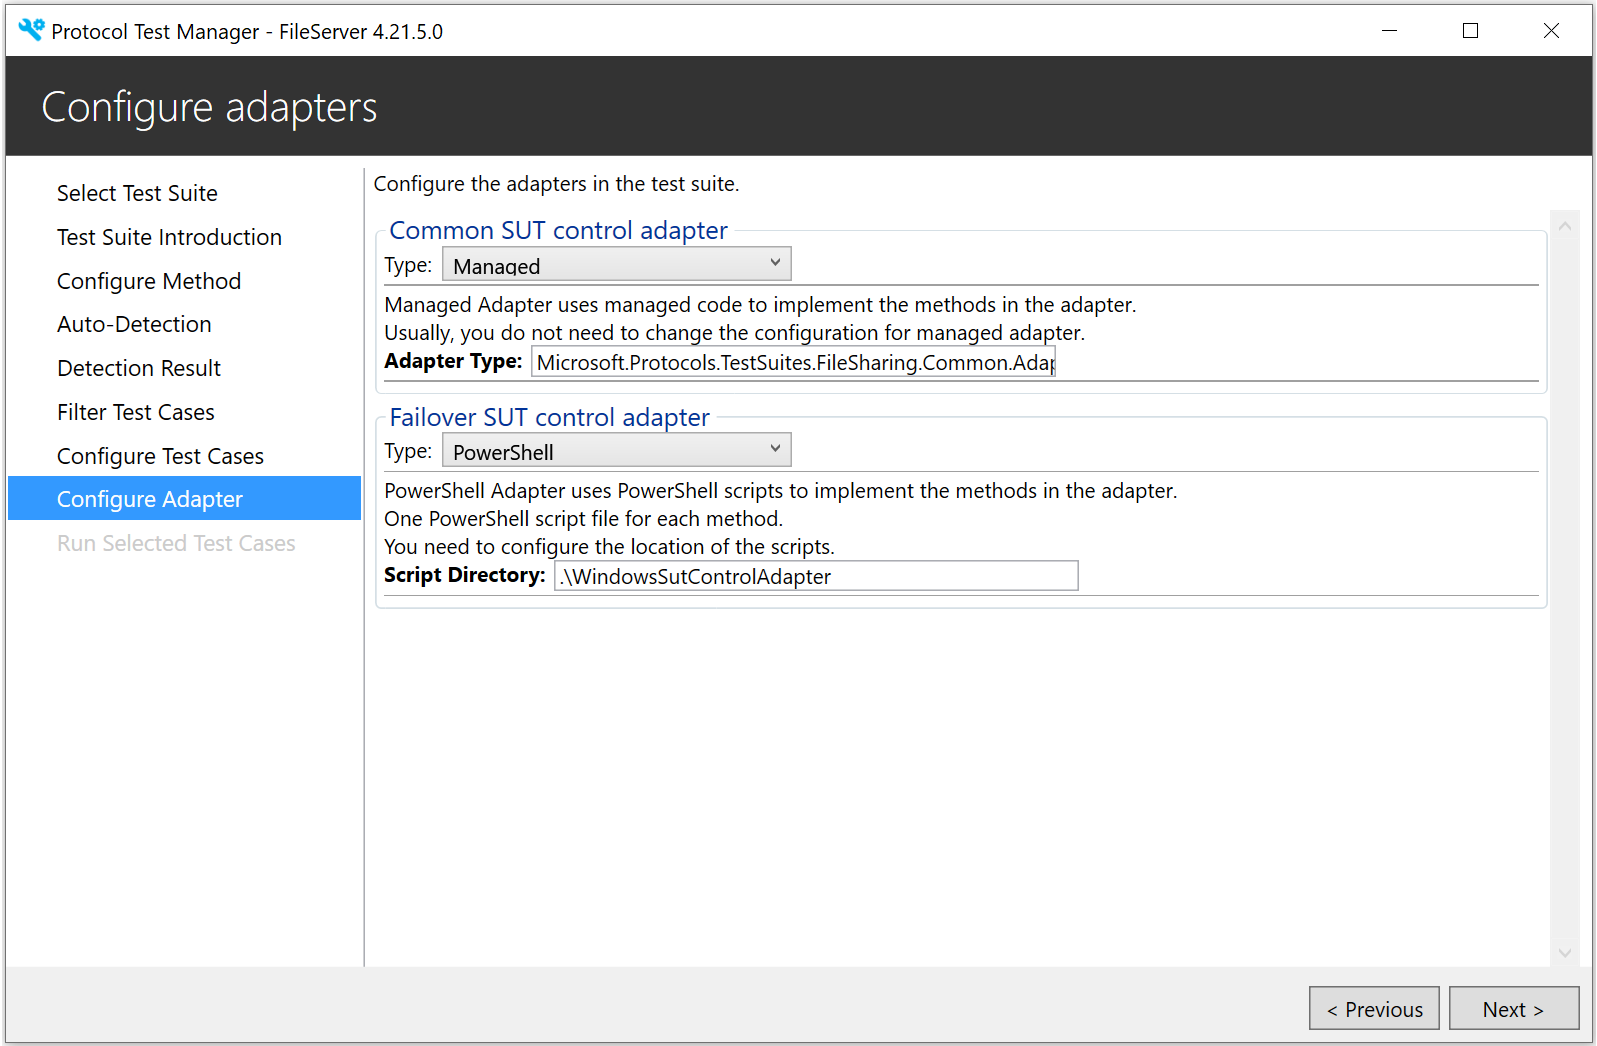 Protocol Test Manager - FileServer 4.21.5.0
Configure adapters
Select Test Suite
Test Suite Introduction
Configure Method
Auto-Detection
Detection Result
Filter Test Cases
Configure Test Cases
Configure Adapter
Run Selected Test Cases
Configure the adapters in the test suite.
Common SUT control adapter
Type: Managed
Managed Adapter uses managed code to implement the methods in the adapter.
Usually, you do not need to change the configuration for managed adapter.
Adapter Type: Microsoft.Protocols.TestSuites.FileSharing.Common.Adap
Failover SUT control adapter
Type: PowerShell
PowerShell Adapter uses PowerShell scripts to implement the methods in the adapter.
One PowerShell script file for each method.
You need to configure the location of the scripts.
Script Directory: .\WindowsSutControlAdapter
< Previous Next >